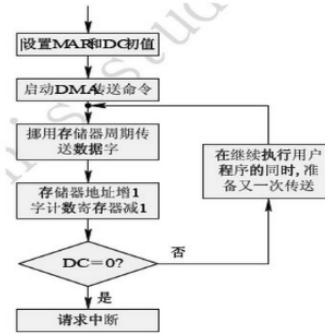 设置MAR和DC初值
启动DMA传送命令
挪用存储器周期传
送数据字
存储器地址增1
字计数寄存器减1
DC=0?
否
是
请求中断
在继续执行用户
程序的同时,准
备又一次传送